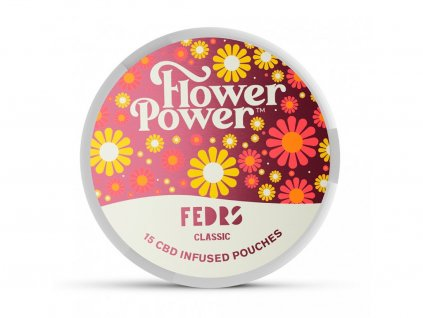 Flower
Power™
FEDRS
CLASSIC
15 CBD INFUSED POUCHES